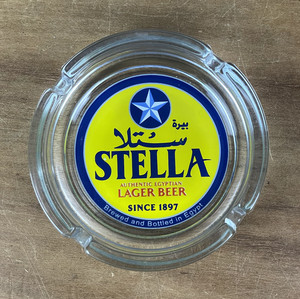 بيرة
ستلا
STELLA
AUTHENTIC EGYPTIAN
LAGER BEER
SINCE 1897
Brewed and Bottled in Egypt